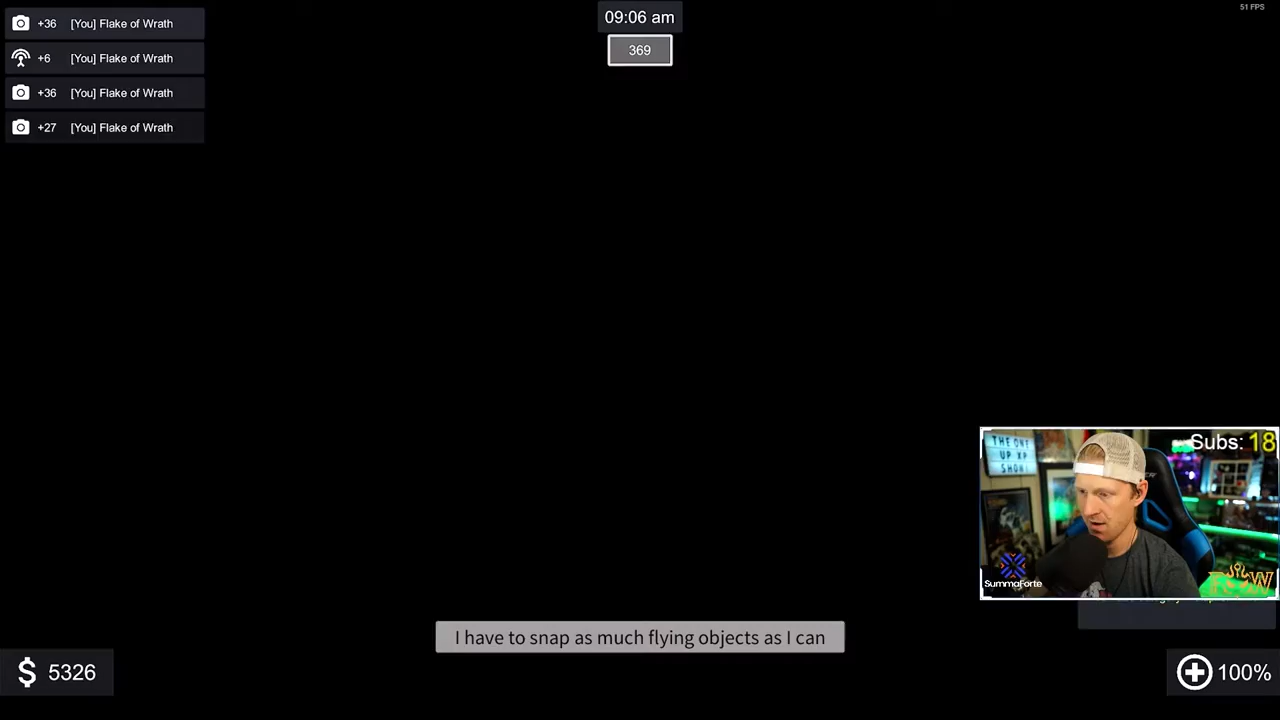 +36 [You] Flake of Wrath
+6 [You] Flake of Wrath
+36 [You] Flake of Wrath
+27 [You] Flake of Wrath
09:06 am
369
51 FPS
Subs: 18
THE ONE
UP XP
SHOW!
SummaForte
I have to snap as much flying objects as I can
$ 5326
100%